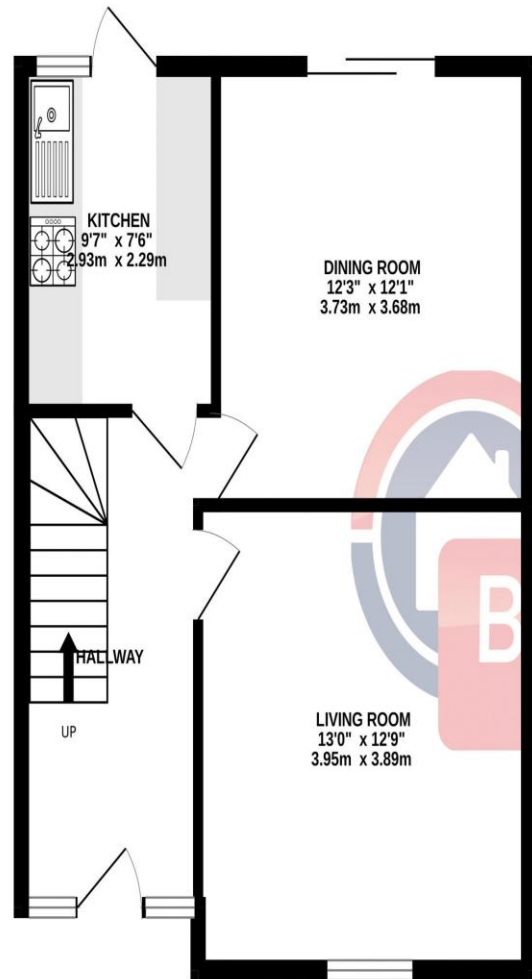 KITCHEN
9'7" x 7'6"
2.93m x 2.29m
DINING ROOM
12'3" x 12'1"
3.73m x 3.68m
HALLWAY
UP
LIVING ROOM
13'0" x 12'9"
3.95m x 3.89m
B